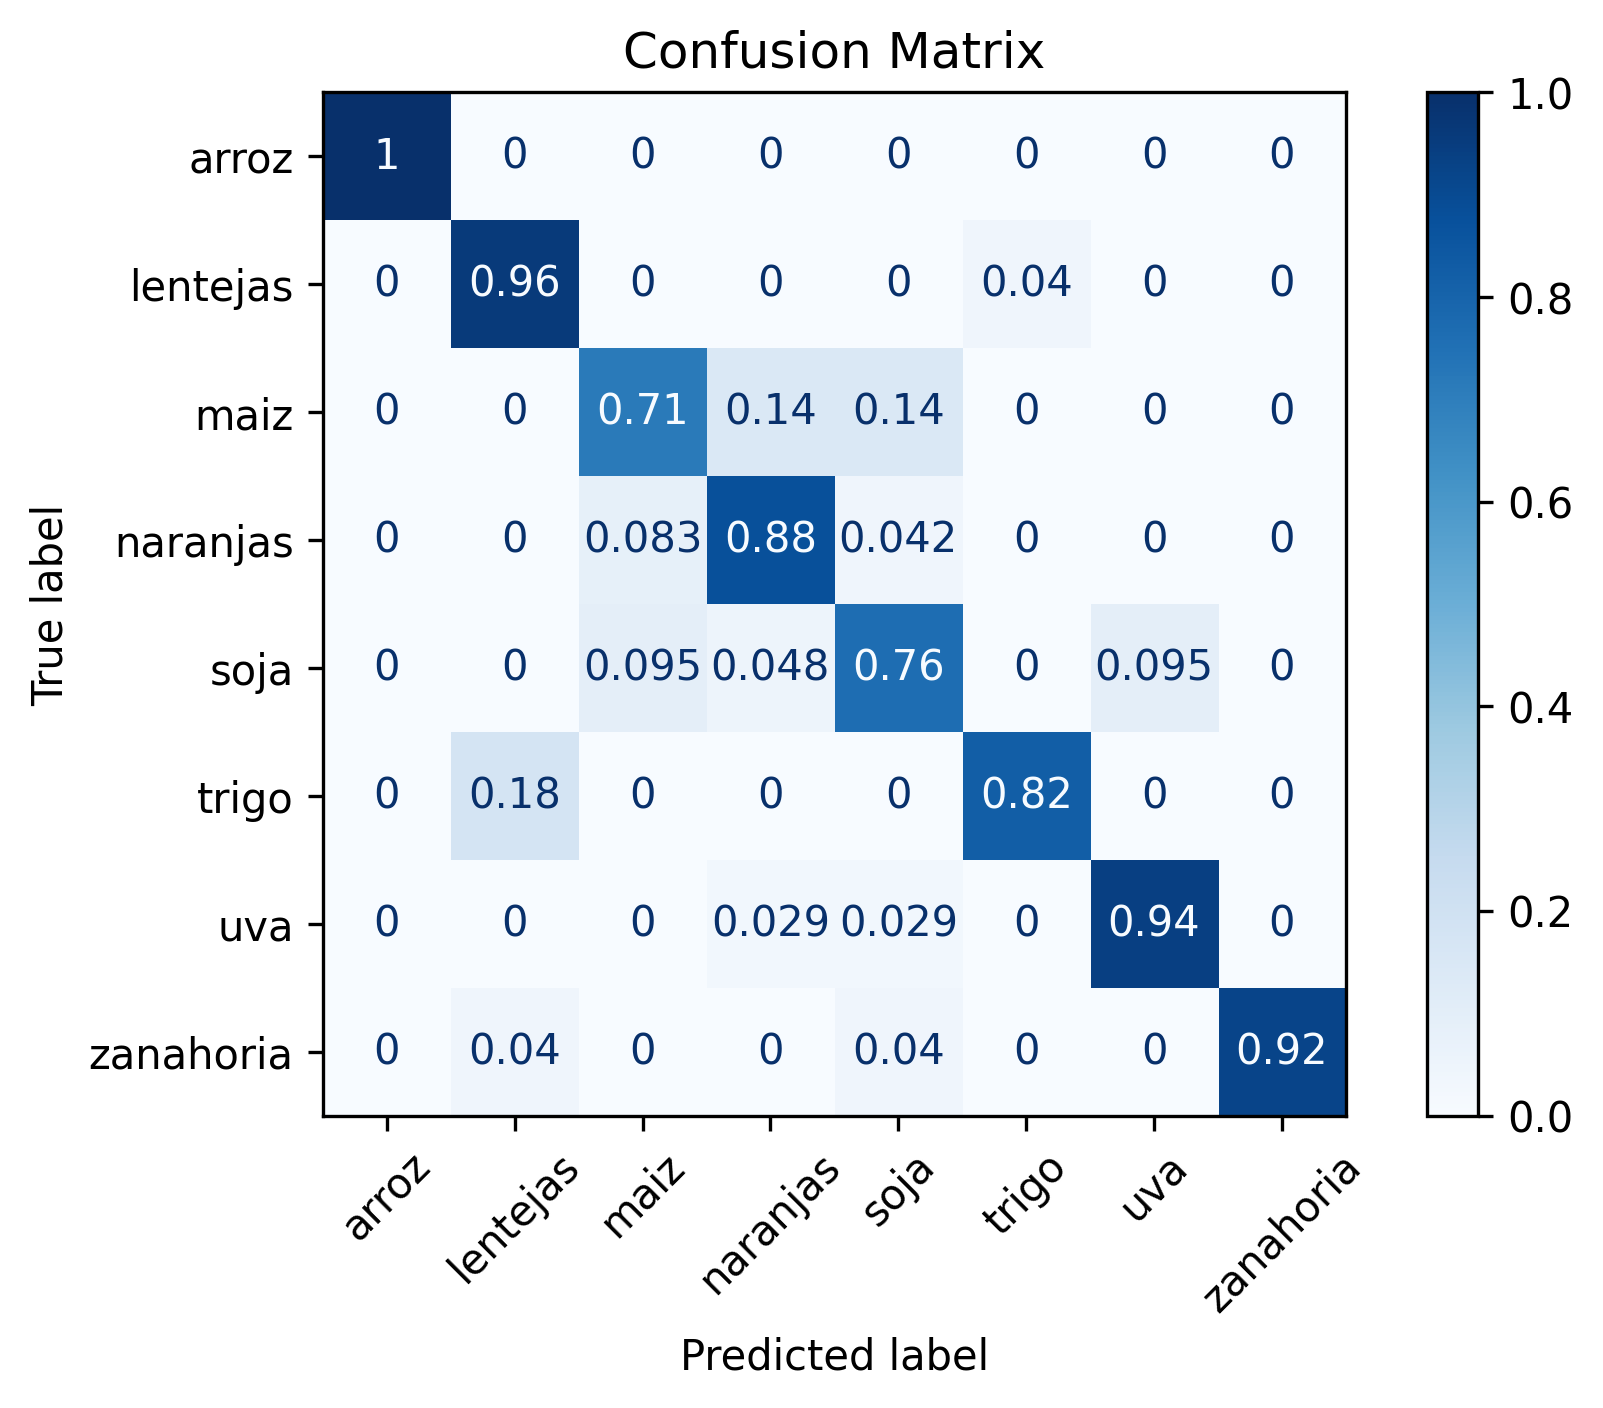 Confusion Matrix
True label
arroz 1 0 0 0 0 0 0 0
lentejas 0 0.96 0 0 0 0.04 0 0
maiz 0 0 0.71 0.14 0.14 0 0 0
naranjas 0 0 0.083 0.88 0.042 0 0 0
soja 0 0 0.095 0.048 0.76 0 0.095 0
trigo 0 0.18 0 0 0 0.82 0 0
uva 0 0 0 0.029 0.029 0 0.94 0
zanahoria 0 0.04 0 0 0.04 0 0 0.92
arroz lentejas maiz naranjas soja trigo uva zanahoria
Predicted label
1.0
0.8
0.6
0.4
0.2
0.0